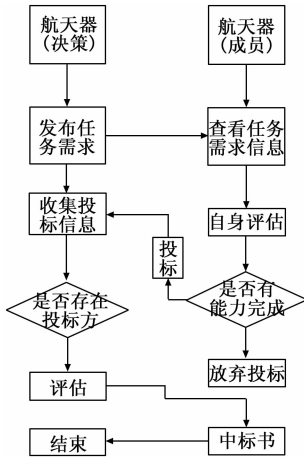 航天器
(决策)
航天器
(成员)
发布任
务需求
查看任务
需求信息
收集投
标信息
自身评估
投
标
是否存在
投标方
是否有
能力完成
评估
放弃投标
结束
中标书